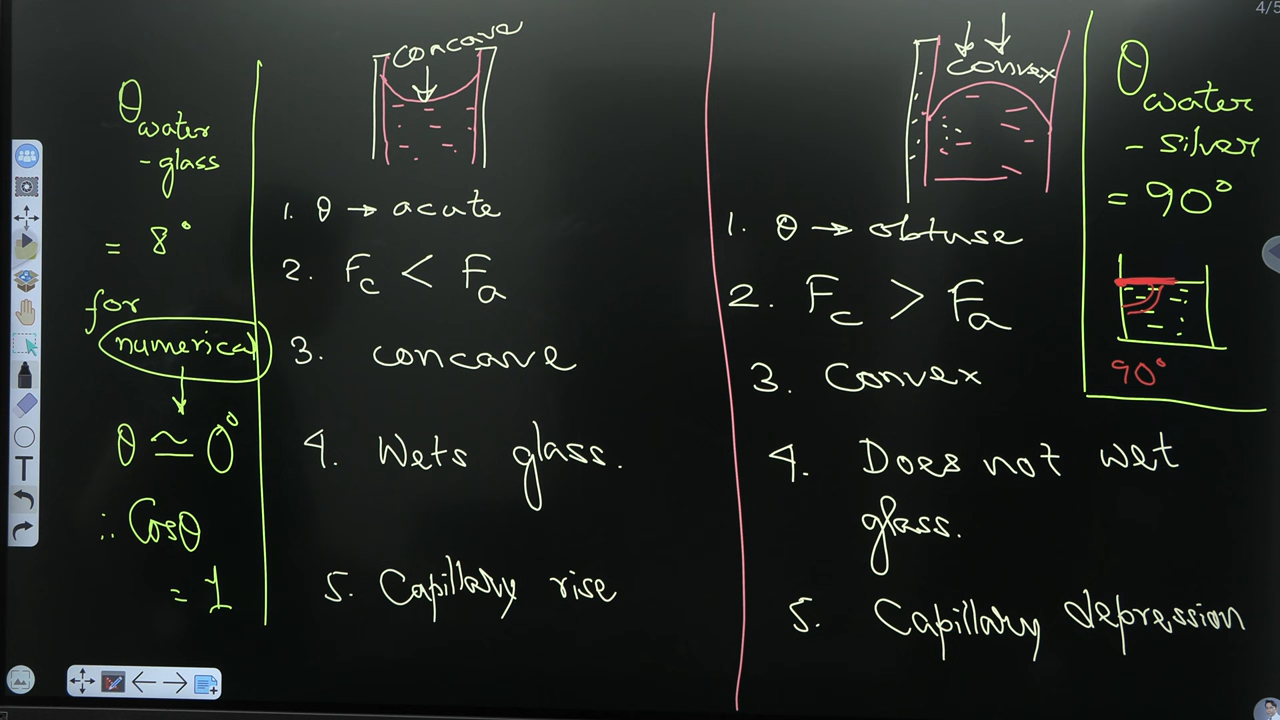 4/5
θ water
- glass
= 8°
for
numerical
θ ≃ 0°
∴ Cosθ
= 1
concave
1. θ → acute
2. Fc < Fa
3. concave
4. Wets glass.
5. Capillary rise
convex
1. θ → obtuse
2. Fc > Fa
3. Convex
4. Does not wet
glass.
5. Capillary depression
θ water
- silver
= 90°
90°
T